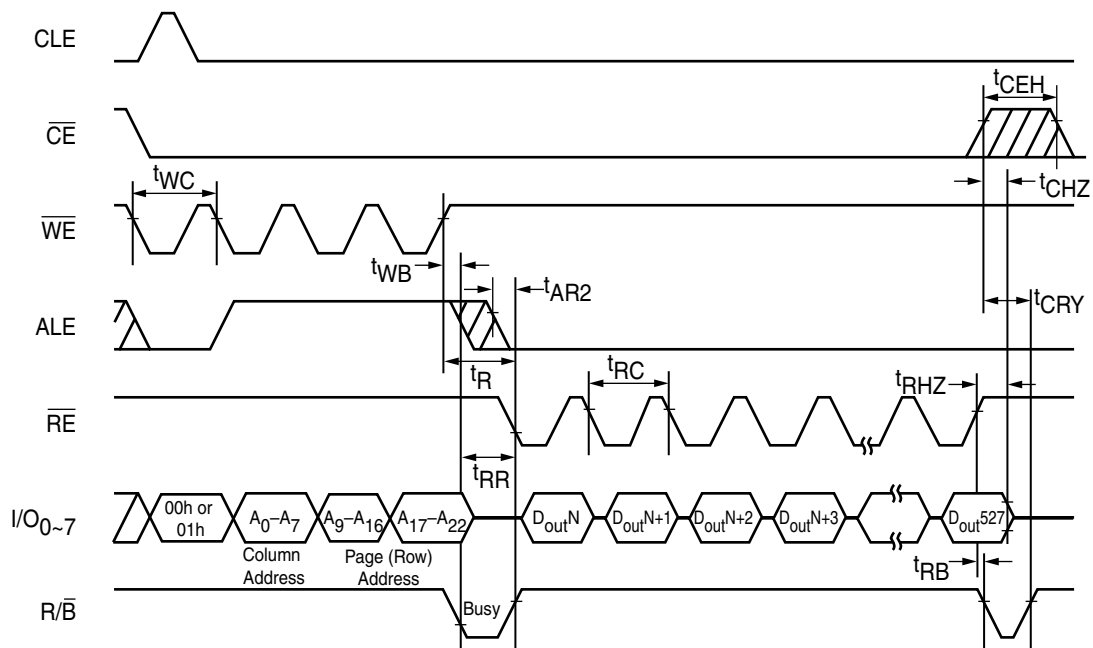 CLE
tCEH
CE
tWC
tCHZ
WE
tWB
tAR2
tCRY
ALE
tR
tRC
tRHZ
RE
tRR
I/O0~7
00h or
01h
A0–A7
A9–A16
A17–A22
DoutN
DoutN+1
DoutN+2
DoutN+3
Dout527
Column
Address
Page (Row)
Address
tRB
R/B
Busy